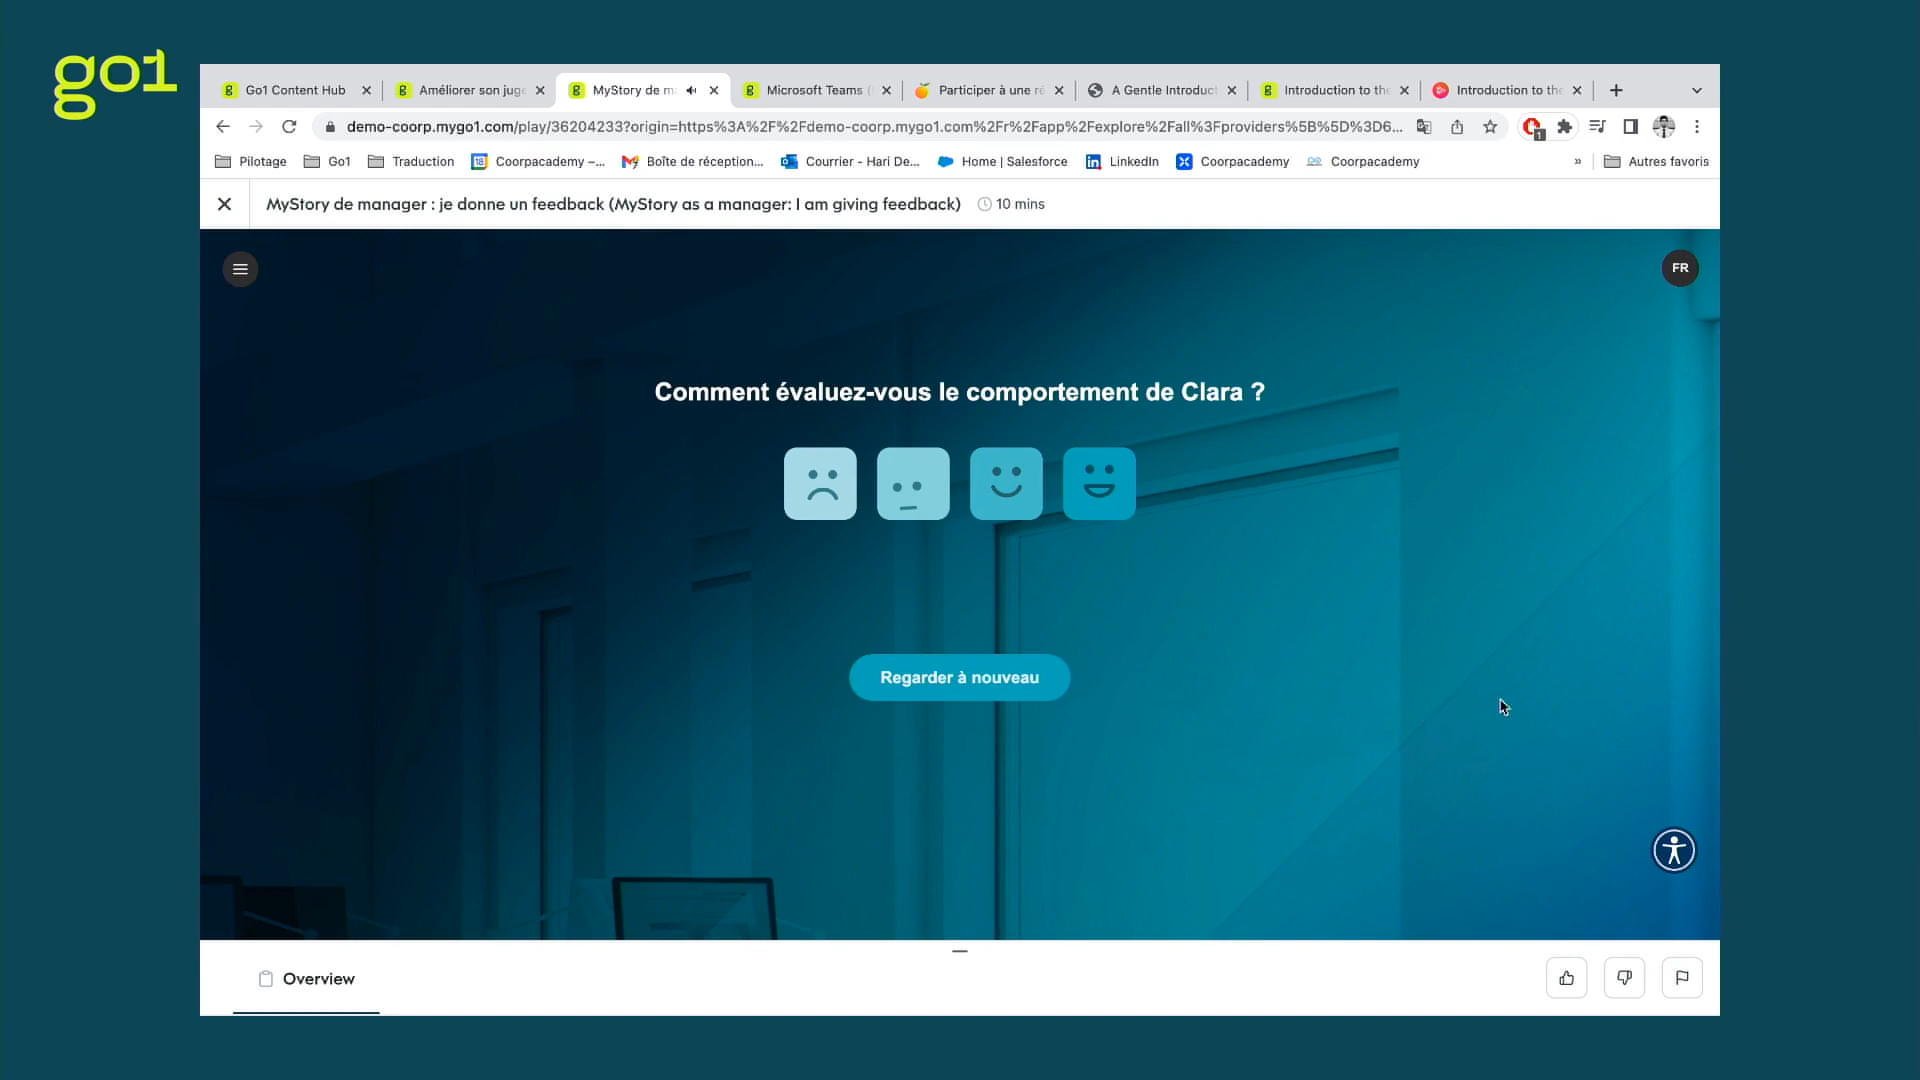 go1
Go1 Content Hub
Améliorer son juge
MyStory de m
Microsoft Teams (
Participer à une ré
A Gentle Introduct
Introduction to the
Introduction to the
demo-coorp.mygo1.com/play/36204233?origin=https%3A%2F%2Fdemo-coorp.mygo1.com%2Fr%2Fapp%2Fexplore%2Fall%3Fproviders%5B%5D%3D6...
1
Pilotage
Go1
Traduction
18
Coorpacademy –...
Boîte de réception...
Courrier - Hari De...
Home | Salesforce
in
LinkedIn
Coorpacademy
Coorpacademy
»
Autres favoris
MyStory de manager : je donne un feedback (MyStory as a manager: I am giving feedback)
10 mins
FR
Comment évaluez-vous le comportement de Clara ?
Regarder à nouveau
Overview